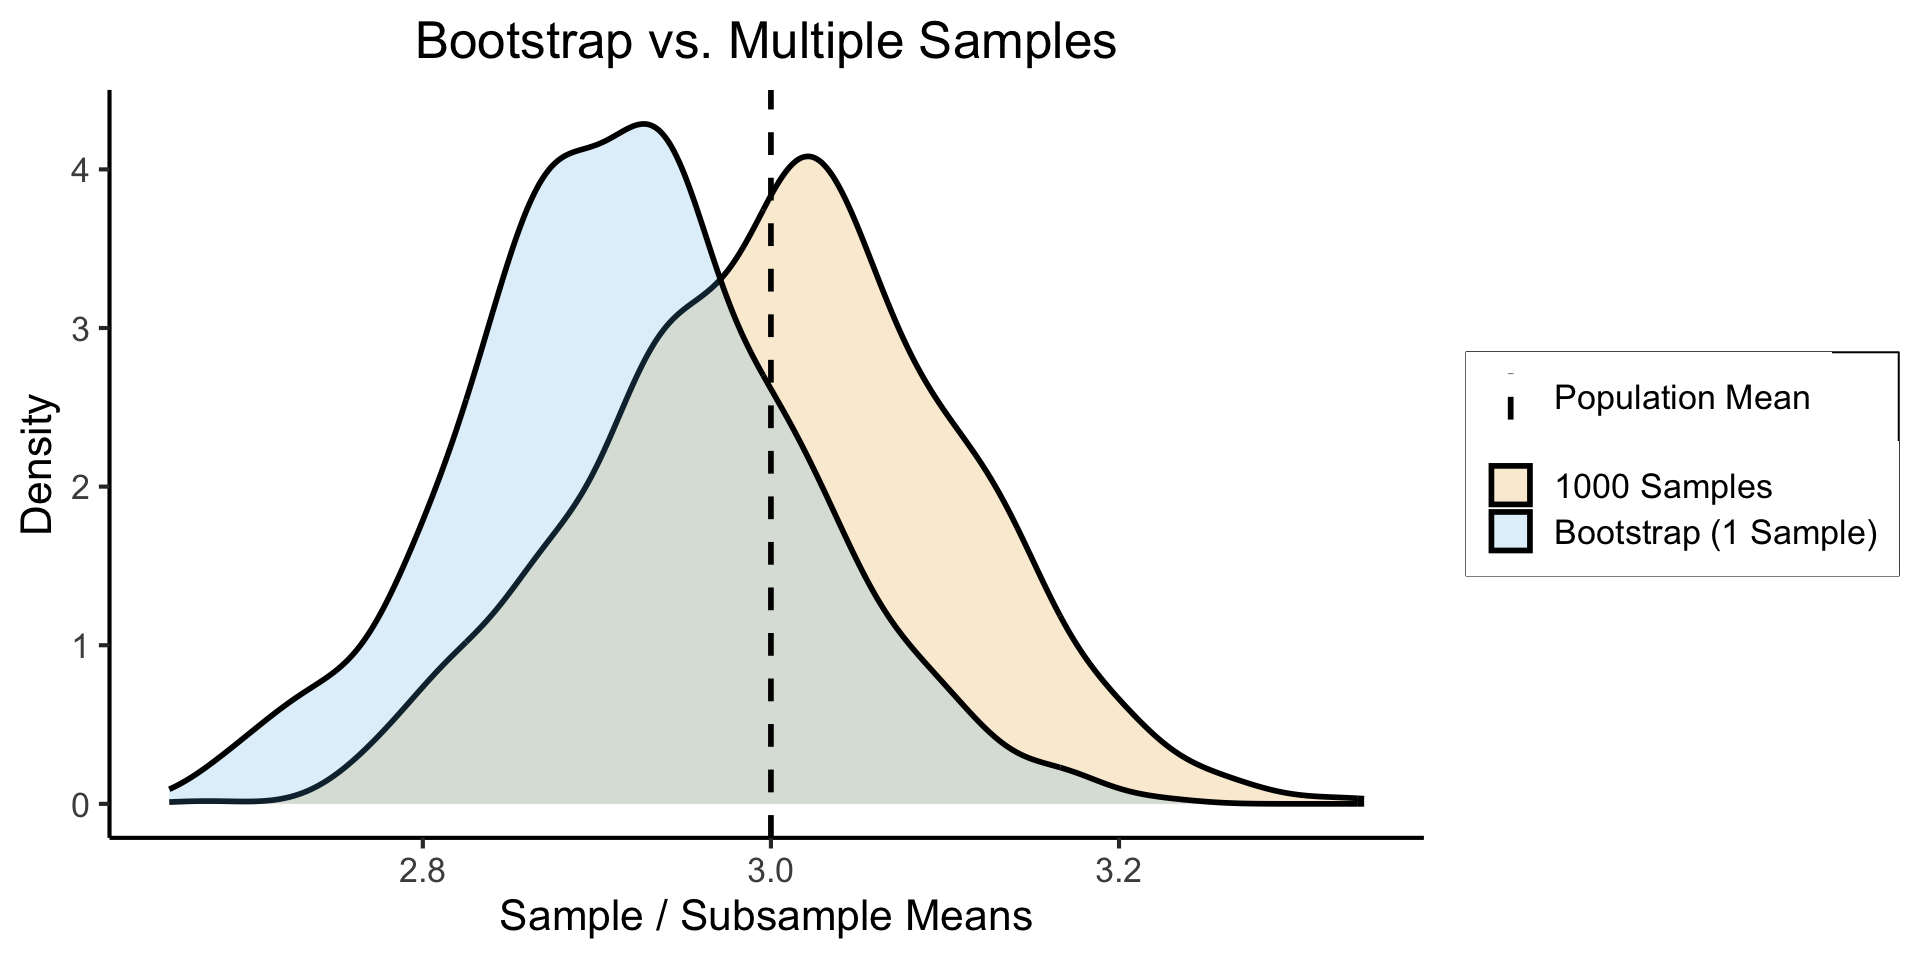 Bootstrap vs. Multiple Samples
Density
4
3
2
1
0
2.8 3.0 3.2
Sample / Subsample Means
Population Mean
1000 Samples
Bootstrap (1 Sample)